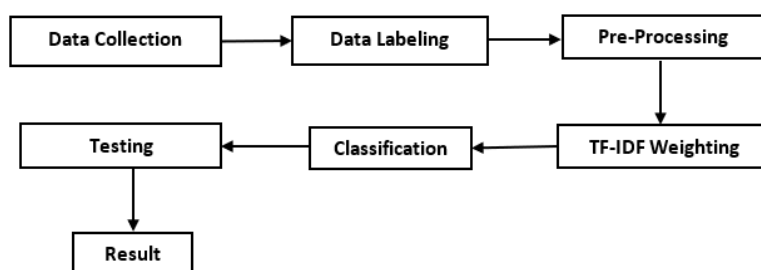 Data Collection
Data Labeling
Pre-Processing
TF-IDF Weighting
Classification
Testing
Result